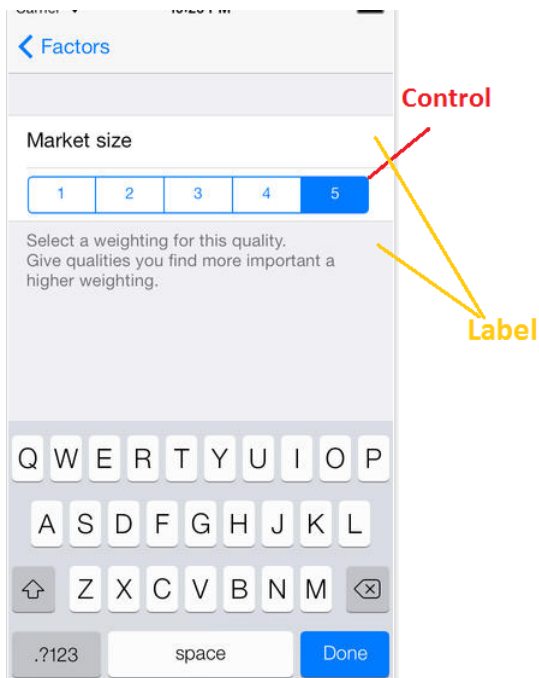 Factors
Control
Market size
1 2 3 4 5
Select a weighting for this quality.
Give qualities you find more important a
higher weighting.
Label
Q W E R T Y U I O P
A S D F G H J K L
Z X C V B N M
.?123 space Done